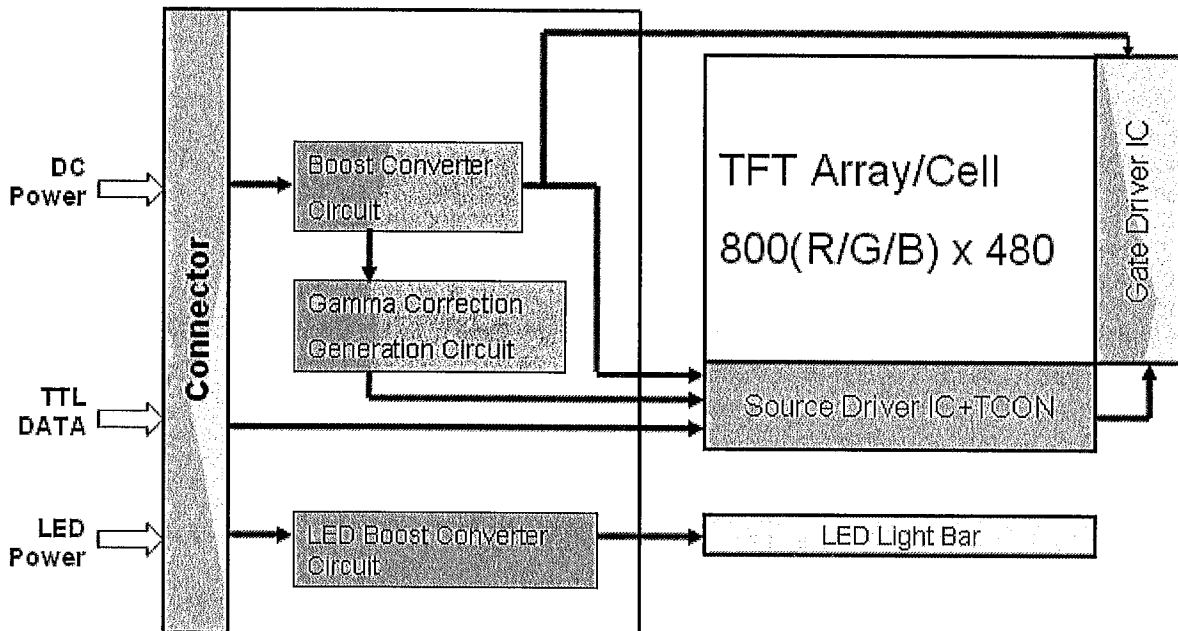 DC
Power
TTL
DATA
LED
Power
Connector
Boost Converter
Circuit
Gamma Correction
Generation Circuit
LED Boost Converter
Circuit
TFT Array/Cell
800(R/G/B) x 480
Gate Driver IC
Source Driver IC+TCON
LED Light Bar